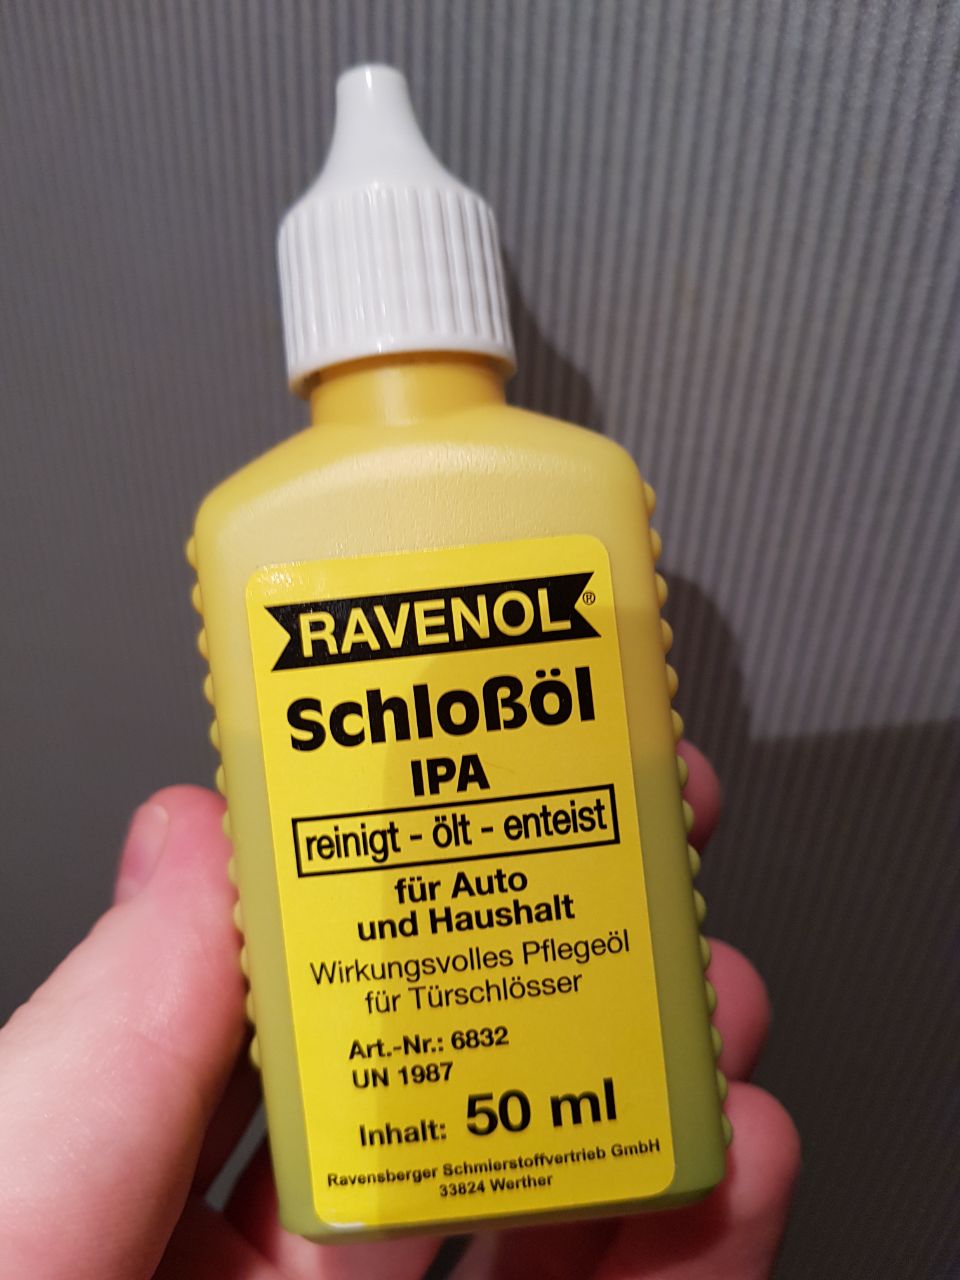 RAVENOL®
Schloßöl
IPA
reinigt - ölt - enteist
für Auto
und Haushalt
Wirkungsvolles Pflegeöl
für Türschlösser
Art.-Nr.: 6832
UN 1987
Inhalt: 50 ml
Ravensberger Schmierstoffvertrieb GmbH
33824 Werther